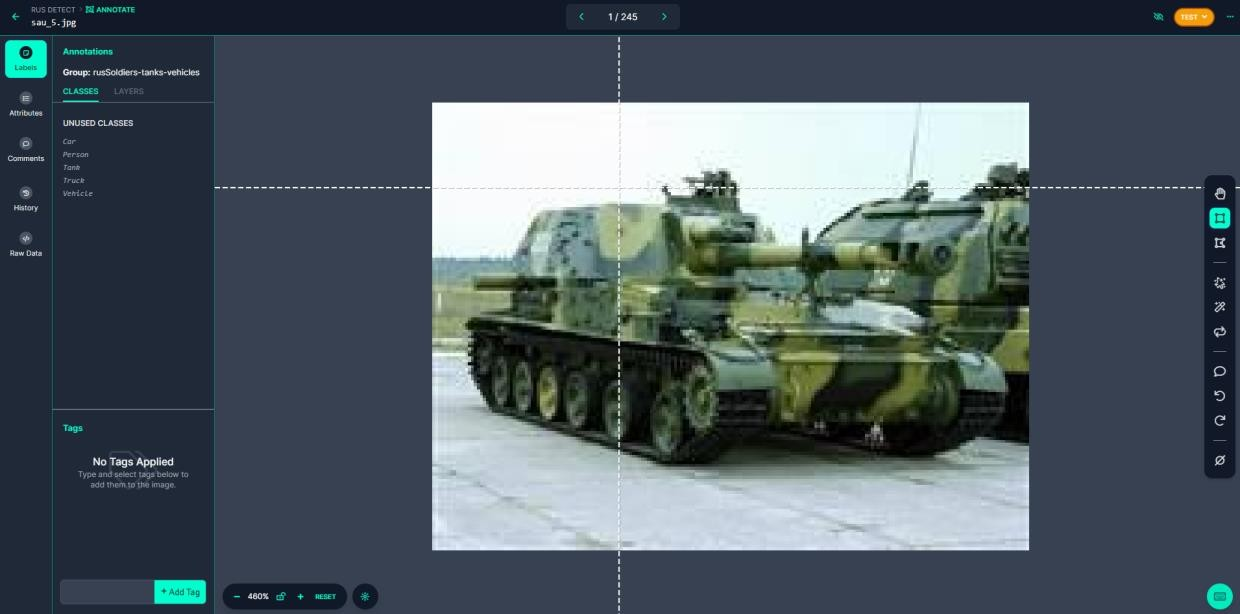 RUS DETECT > ANNOTATE
sau_5.jpg
1 / 245
TEST
Labels
Attributes
Comments
History
Raw Data
Annotations
Group: rusSoldiers-tanks-vehicles
CLASSES LAYERS
UNUSED CLASSES
Car
Person
Tank
Truck
Vehicle
Tags
No Tags Applied
Type and select tags below to
add them to the image.
+ Add Tag
− 460% + RESET